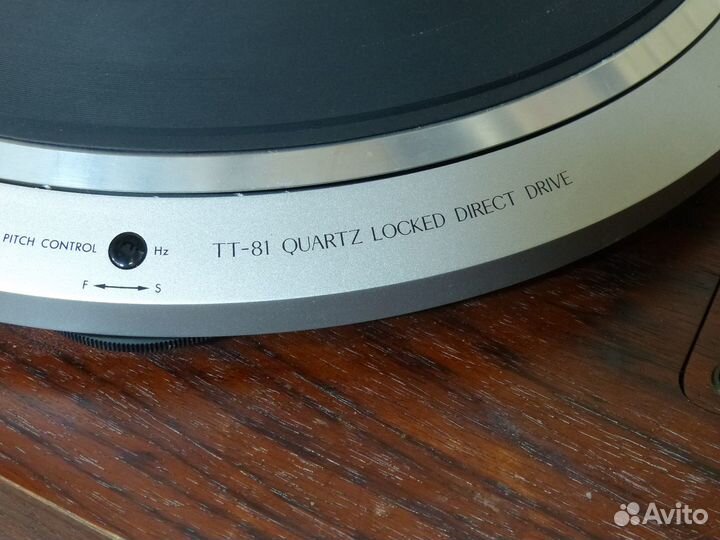 PITCH CONTROL Hz
F S
TT-81 QUARTZ LOCKED DIRECT DRIVE
Avito